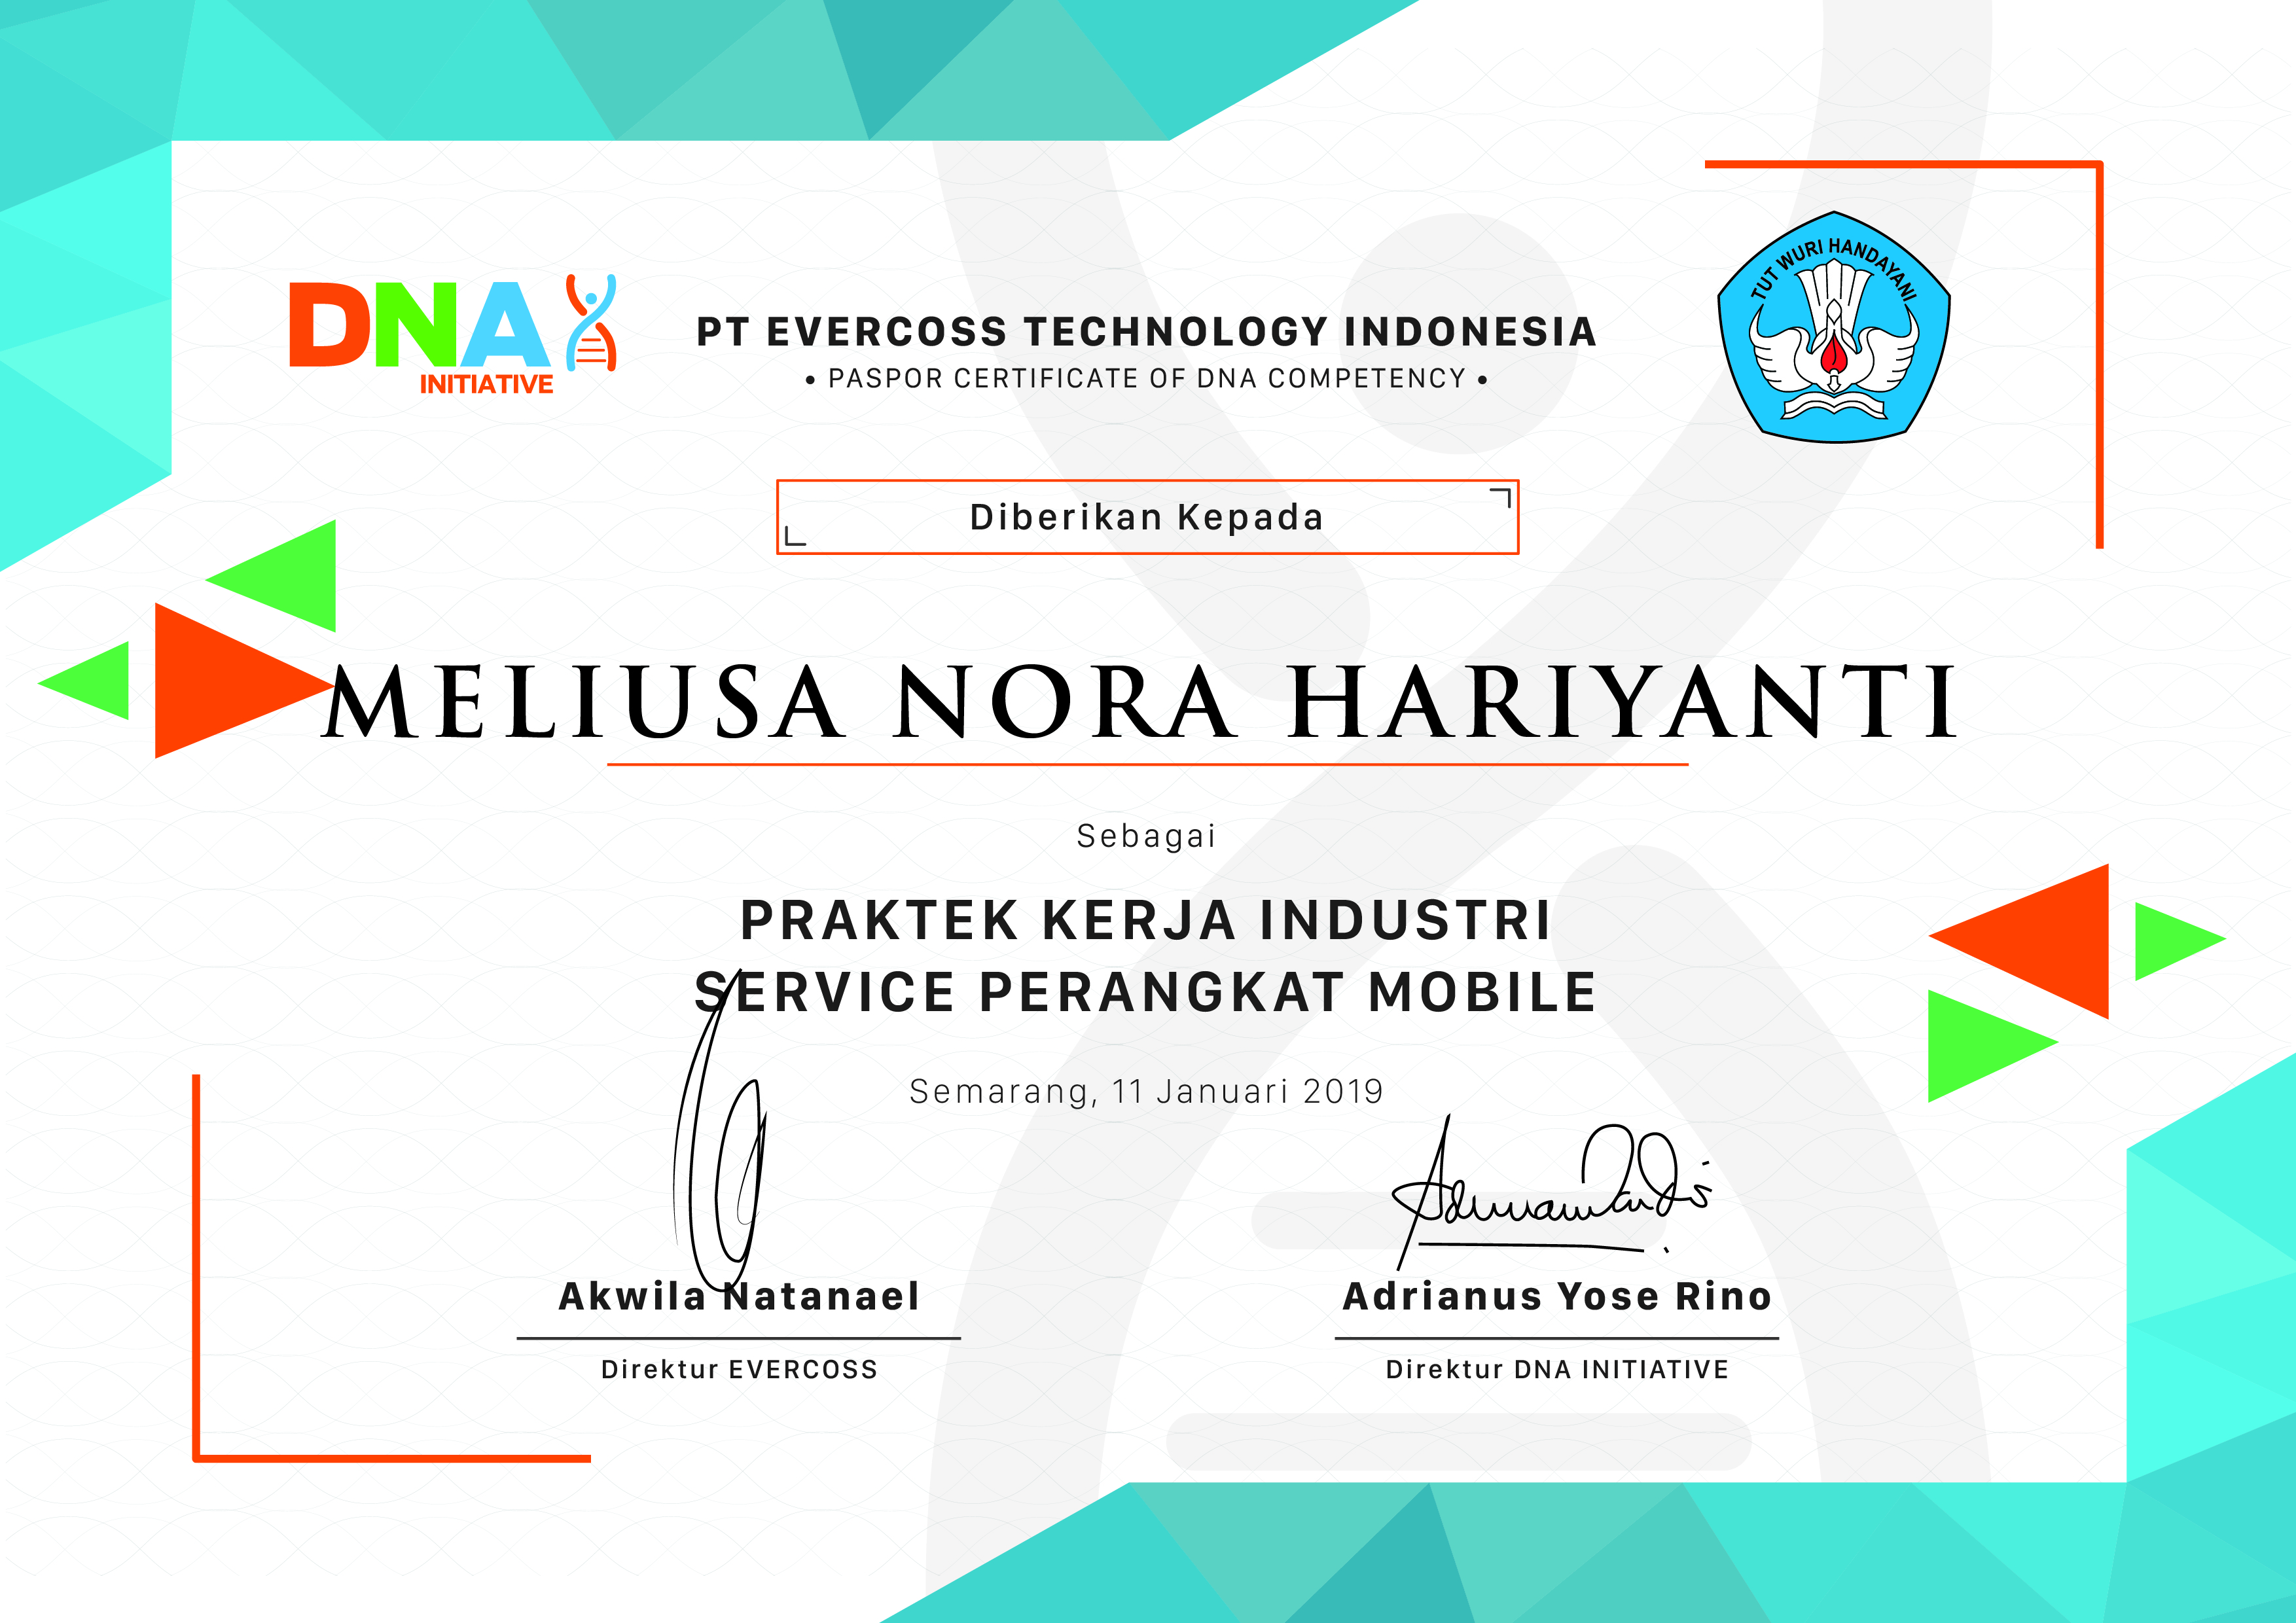 DNA
INITIATIVE
PT EVERCOSS TECHNOLOGY INDONESIA
• PASPOR CERTIFICATE OF DNA COMPETENCY •
TUT WURI HANDAYANI
Diberikan Kepada
MELIUSA NORA HARIYANTI
Sebagai
PRAKTEK KERJA INDUSTRI
SERVICE PERANGKAT MOBILE
Semarang, 11 Januari 2019
Akwila Natanael
Direktur EVERCOSS
Adrianus Yose Rino
Direktur DNA INITIATIVE